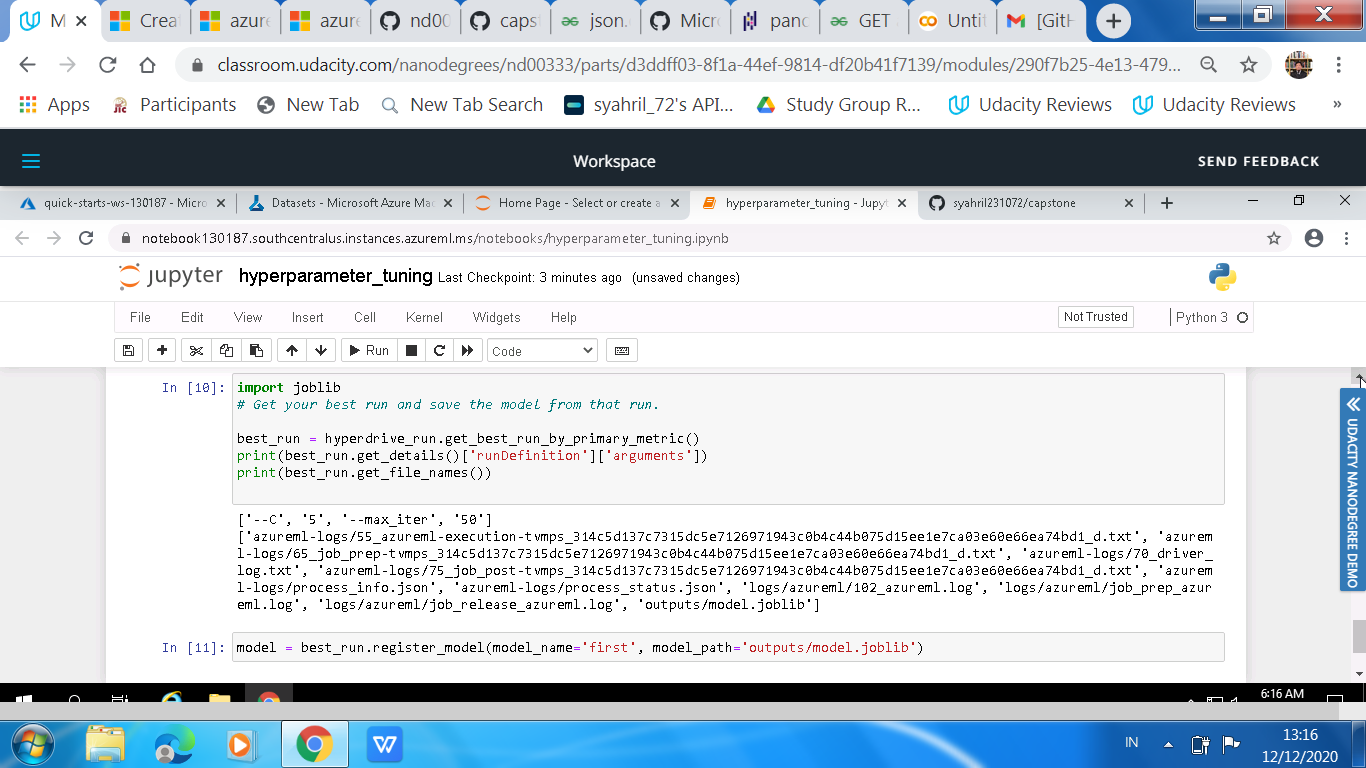 M
Crea
azure
azure
nd00
caps
json.
Micr
pand
GET
Untit
[GitH
classroom.udacity.com/nanodegrees/nd00333/parts/d3ddff03-8f1a-44ef-9814-df20b41f7139/modules/290f7b25-4e13-479...
Apps
Participants
New Tab
New Tab Search
syahril_72's API...
Study Group R...
Udacity Reviews
Udacity Reviews
»
Workspace
SEND FEEDBACK
quick-starts-ws-130187 - Micro
Datasets - Microsoft Azure Mac
Home Page - Select or create a
hyperparameter_tuning - Jupyt
syahril231072/capstone
notebook130187.southcentralus.instances.azureml.ms/notebooks/hyperparameter_tuning.ipynb
jupyter hyperparameter_tuning Last Checkpoint: 3 minutes ago (unsaved changes)
File Edit View Insert Cell Kernel Widgets Help
Not Trusted
Python 3
Run
Code
In [10]: import joblib
# Get your best run and save the model from that run.
best_run = hyperdrive_run.get_best_run_by_primary_metric()
print(best_run.get_details()['runDefinition']['arguments'])
print(best_run.get_file_names())
['--C', '5', '--max_iter', '50']
['azureml-logs/55_azureml-execution-tvmps_314c5d137c7315dc5e7126971943c0b4c44b075d15ee1e7ca03e60e66ea74bd1_d.txt', 'azurem
l-logs/65_job_prep-tvmps_314c5d137c7315dc5e7126971943c0b4c44b075d15ee1e7ca03e60e66ea74bd1_d.txt', 'azureml-logs/70_driver_
log.txt', 'azureml-logs/75_job_post-tvmps_314c5d137c7315dc5e7126971943c0b4c44b075d15ee1e7ca03e60e66ea74bd1_d.txt', 'azurem
l-logs/process_info.json', 'azureml-logs/process_status.json', 'logs/azureml/102_azureml.log', 'logs/azureml/job_prep_azur
eml.log', 'logs/azureml/job_release_azureml.log', 'outputs/model.joblib']
In [11]: model = best_run.register_model(model_name='first', model_path='outputs/model.joblib')
UDACITY NANODEGREE DEMO
6:16 AM
IN
13:16
12/12/2020